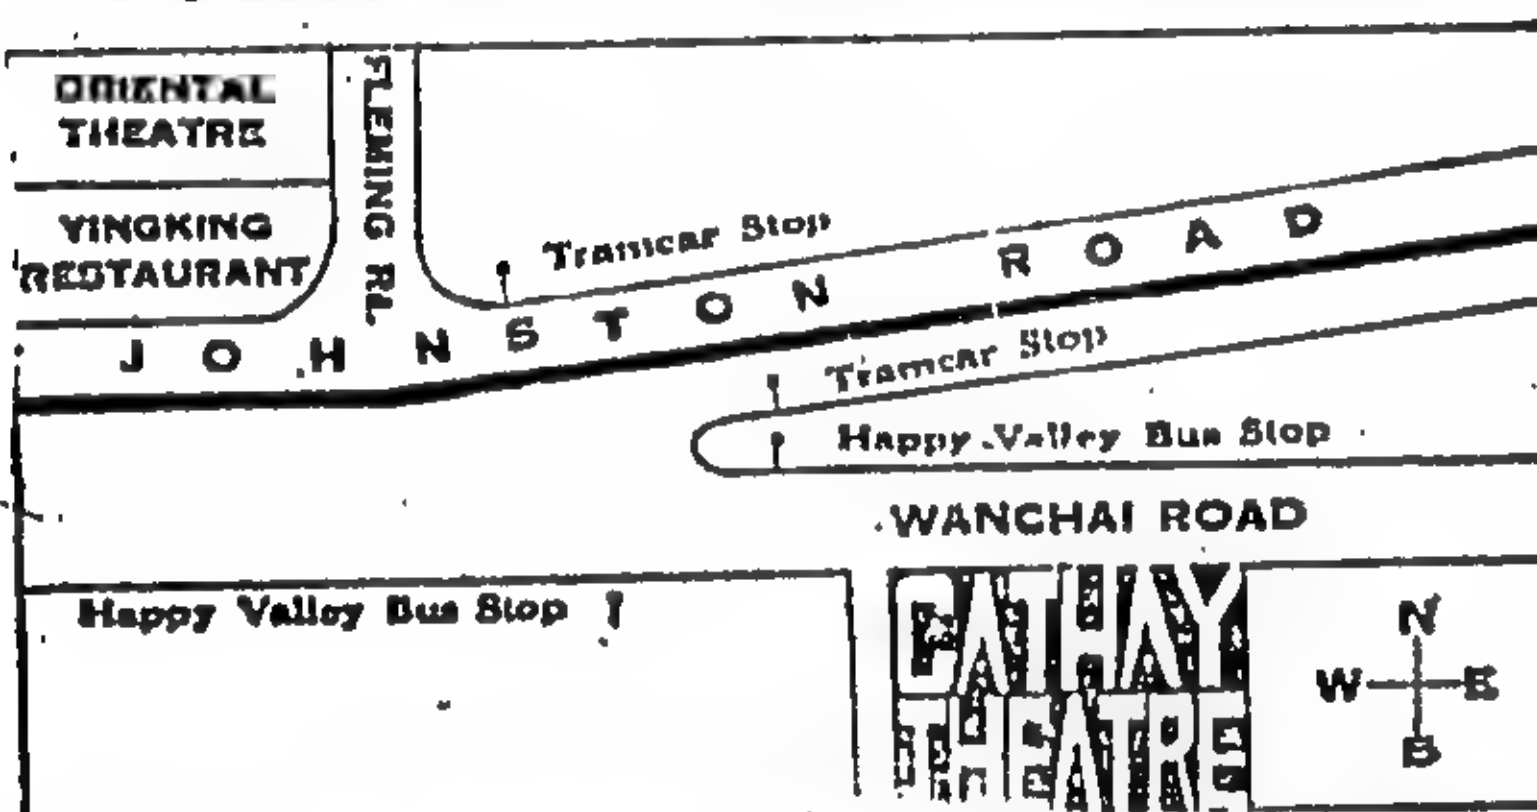 ORIENTAL
THEATRE
YINGKING
RESTAURANT
FLEMING RD.
Tramcar Stop
JOHNSTON ROAD
Tramcar Stop
Happy Valley Bus Stop
WANCHAI ROAD
Happy Valley Bus Stop
CATHAY
THEATRE
N
W E
S